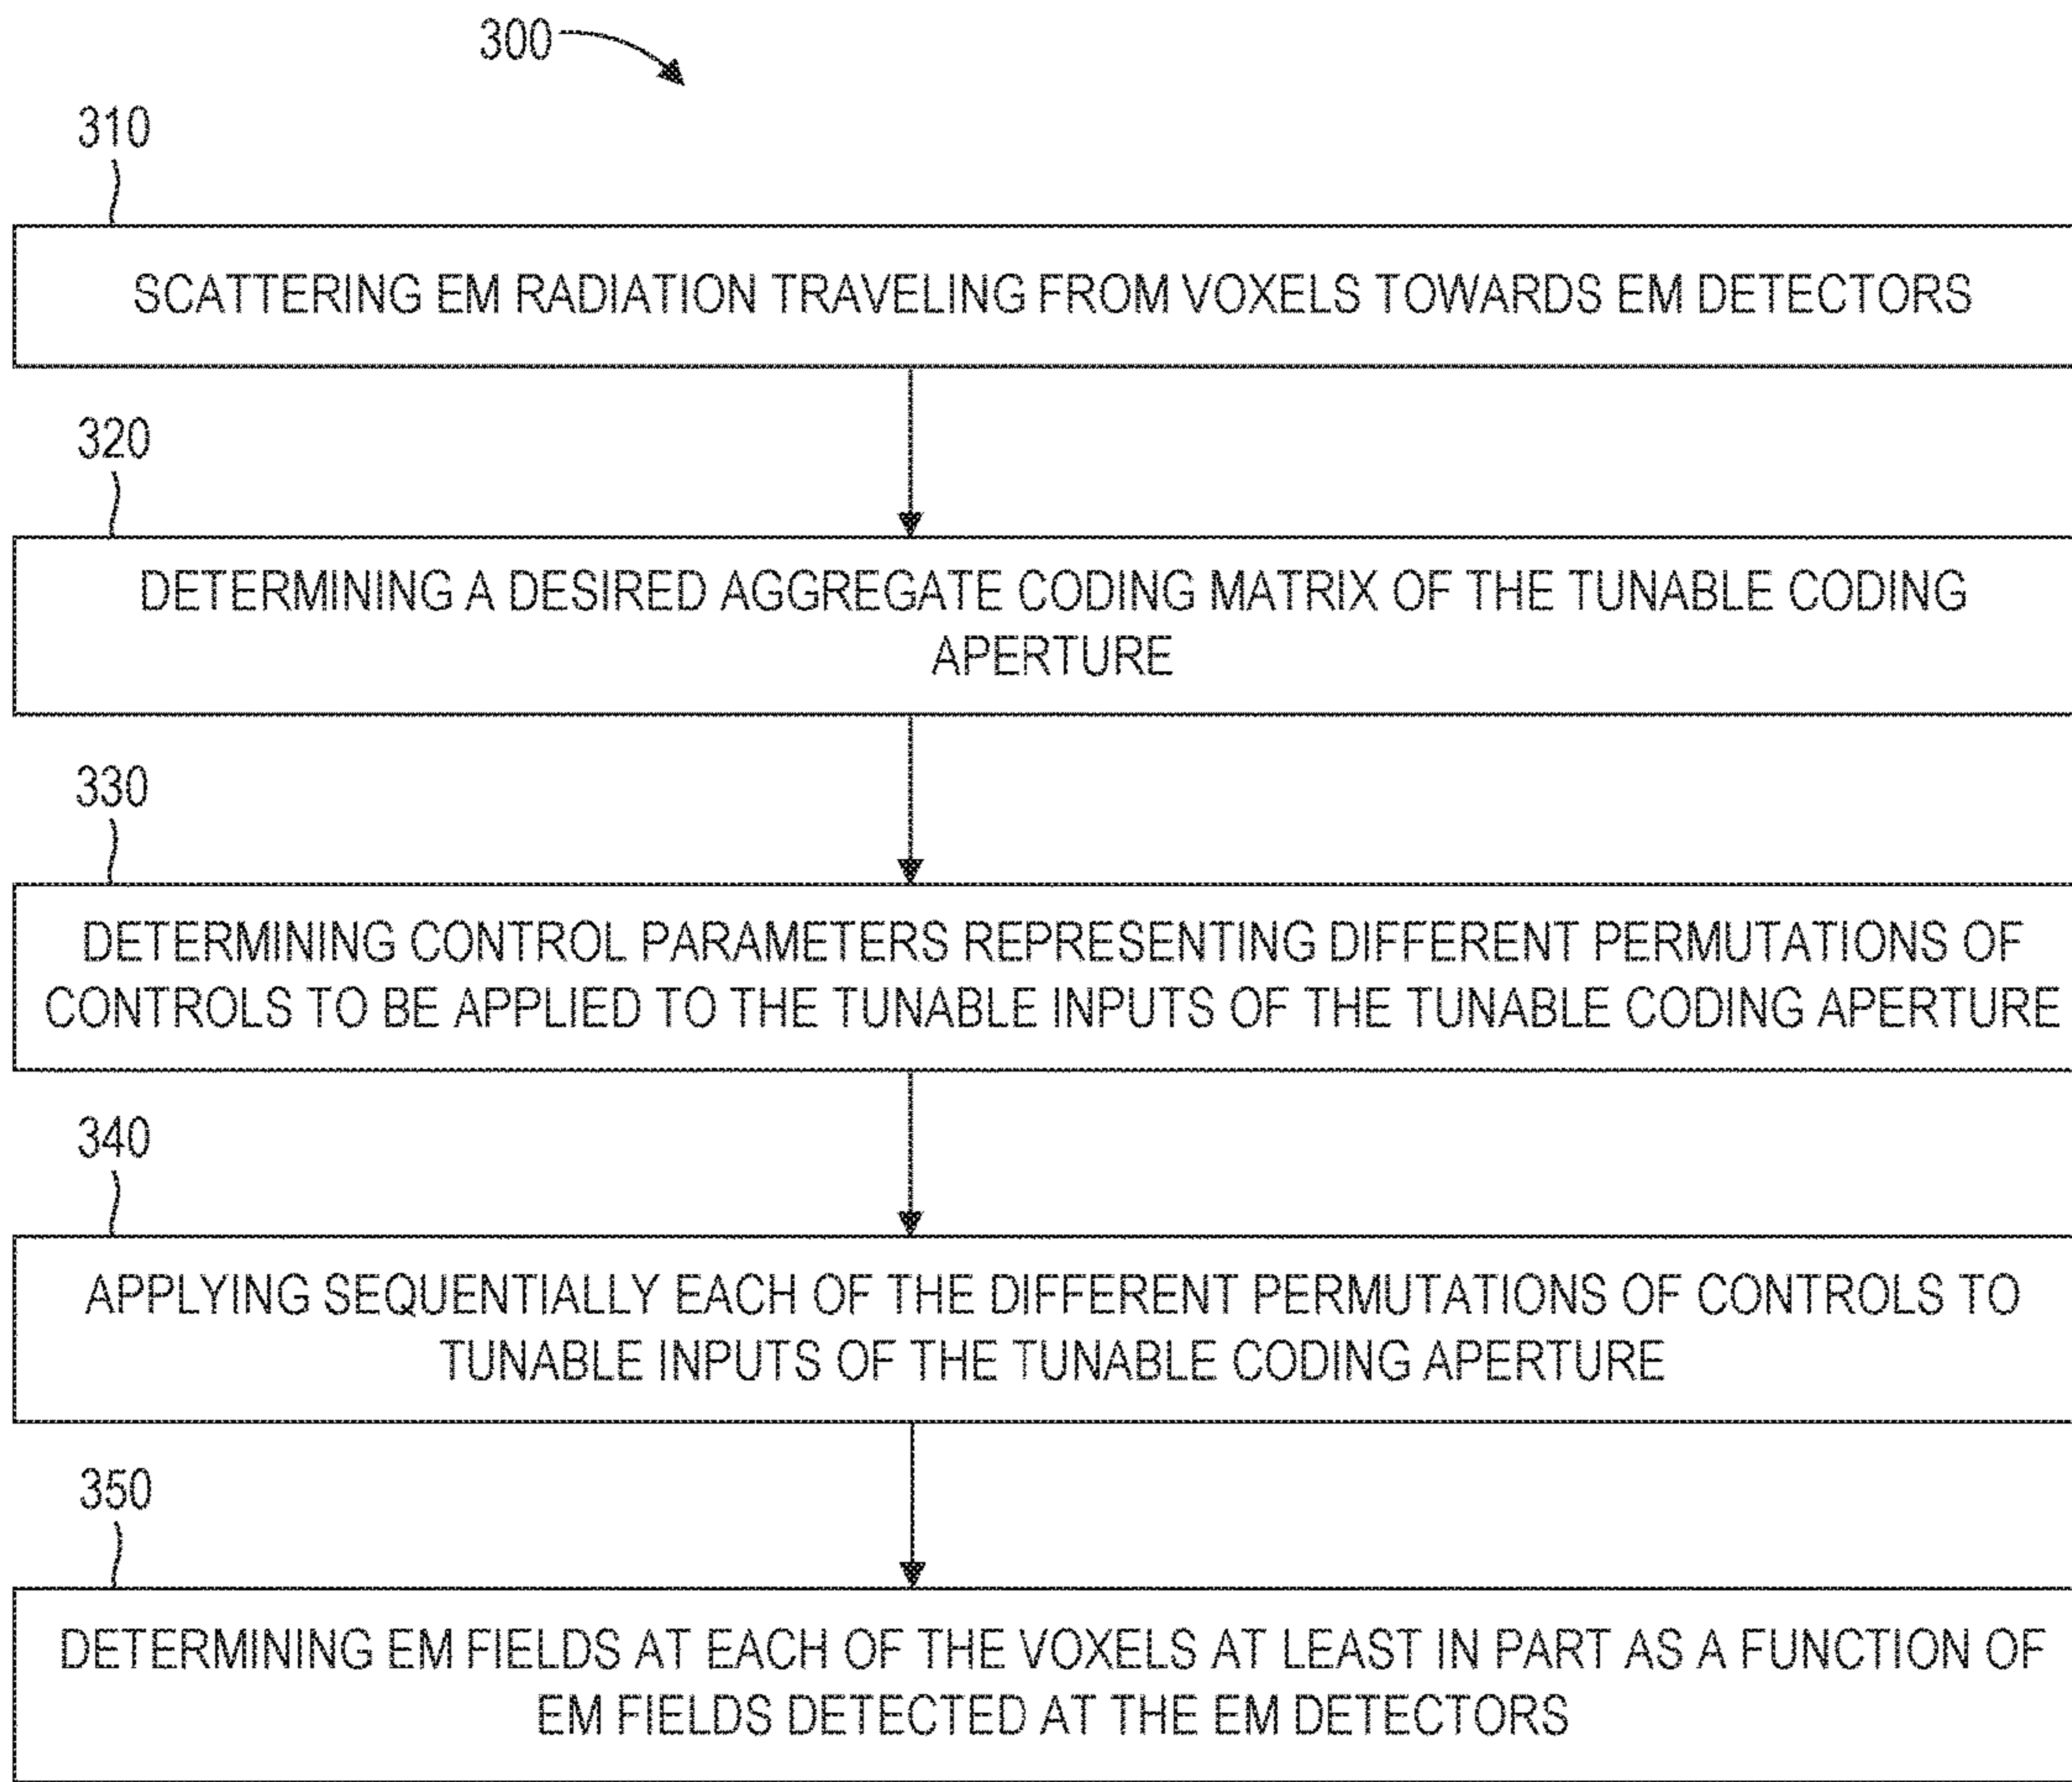 300
310
SCATTERING EM RADIATION TRAVELING FROM VOXELS TOWARDS EM DETECTORS
320
DETERMINING A DESIRED AGGREGATE CODING MATRIX OF THE TUNABLE CODING
APERTURE
330
DETERMINING CONTROL PARAMETERS REPRESENTING DIFFERENT PERMUTATIONS OF
CONTROLS TO BE APPLIED TO THE TUNABLE INPUTS OF THE TUNABLE CODING APERTURE
340
APPLYING SEQUENTIALLY EACH OF THE DIFFERENT PERMUTATIONS OF CONTROLS TO
TUNABLE INPUTS OF THE TUNABLE CODING APERTURE
350
DETERMINING EM FIELDS AT EACH OF THE VOXELS AT LEAST IN PART AS A FUNCTION OF
EM FIELDS DETECTED AT THE EM DETECTORS